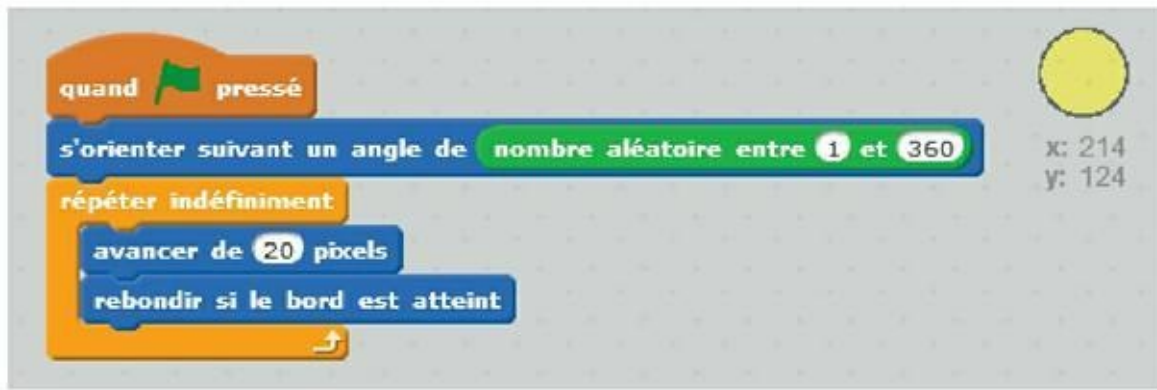 quand pressé
s'orienter suivant un angle de nombre aléatoire entre 1 et 360
répéter indéfiniment
avancer de 20 pixels
rebondir si le bord est atteint
x: 214
y: 124